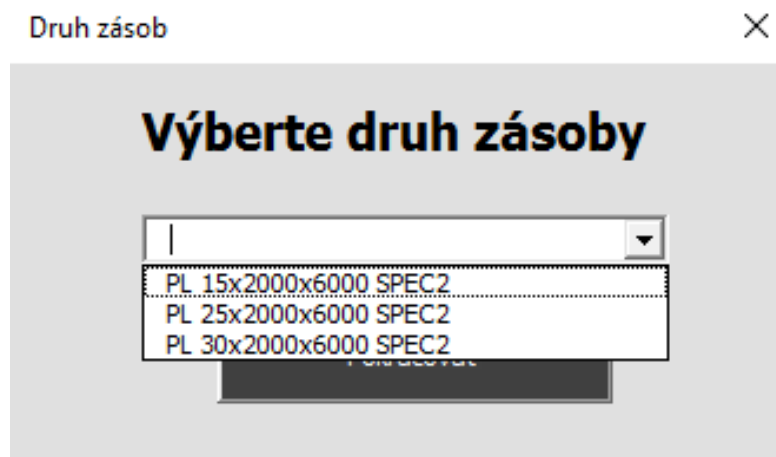 Druh zásob
Výberte druh zásoby
PL 15x2000x6000 SPEC2
PL 25x2000x6000 SPEC2
PL 30x2000x6000 SPEC2